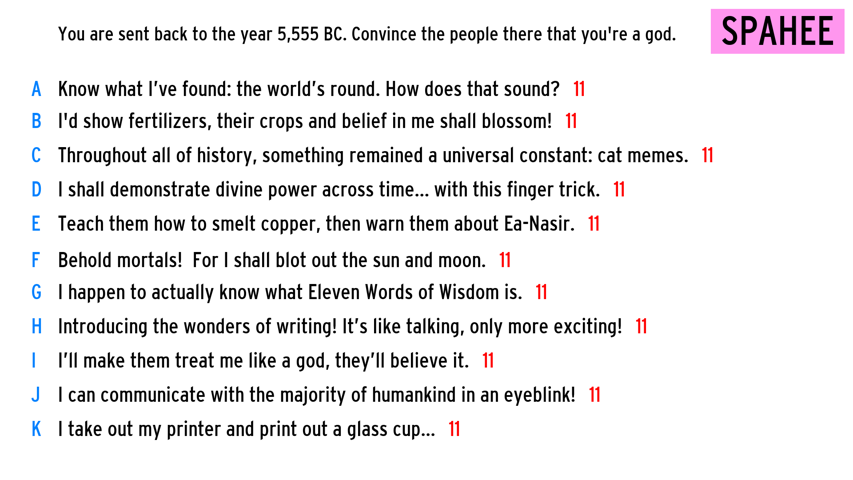 You are sent back to the year 5,555 BC. Convince the people there that you're a god.
SPAHEE
A Know what I've found: the world's round. How does that sound? 11
B I'd show fertilizers, their crops and belief in me shall blossom! 11
C Throughout all of history, something remained a universal constant: cat memes. 11
D I shall demonstrate divine power across time... with this finger trick. 11
E Teach them how to smelt copper, then warn them about Ea-Nasir. 11
F Behold mortals! For I shall blot out the sun and moon. 11
G I happen to actually know what Eleven Words of Wisdom is. 11
H Introducing the wonders of writing! It's like talking, only more exciting! 11
I I'll make them treat me like a god, they'll believe it. 11
J I can communicate with the majority of humankind in an eyeblink! 11
K I take out my printer and print out a glass cup... 11